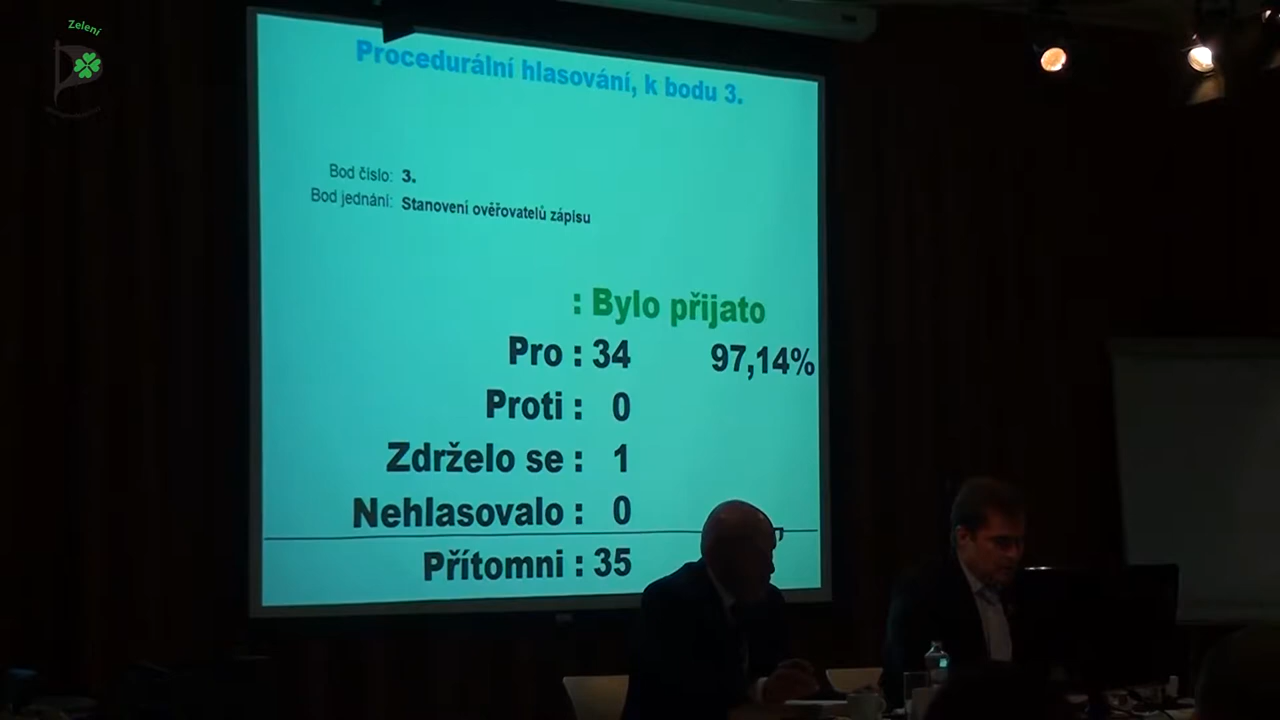 Zelení
Procedurální hlasování, k bodu 3.
Bod číslo: 3.
Bod jednání: Stanovení ověřovatelů zápisu
: Bylo přijato
Pro : 34 97,14%
Proti : 0
Zdrželo se : 1
Nehlasovalo : 0
Přítomni : 35